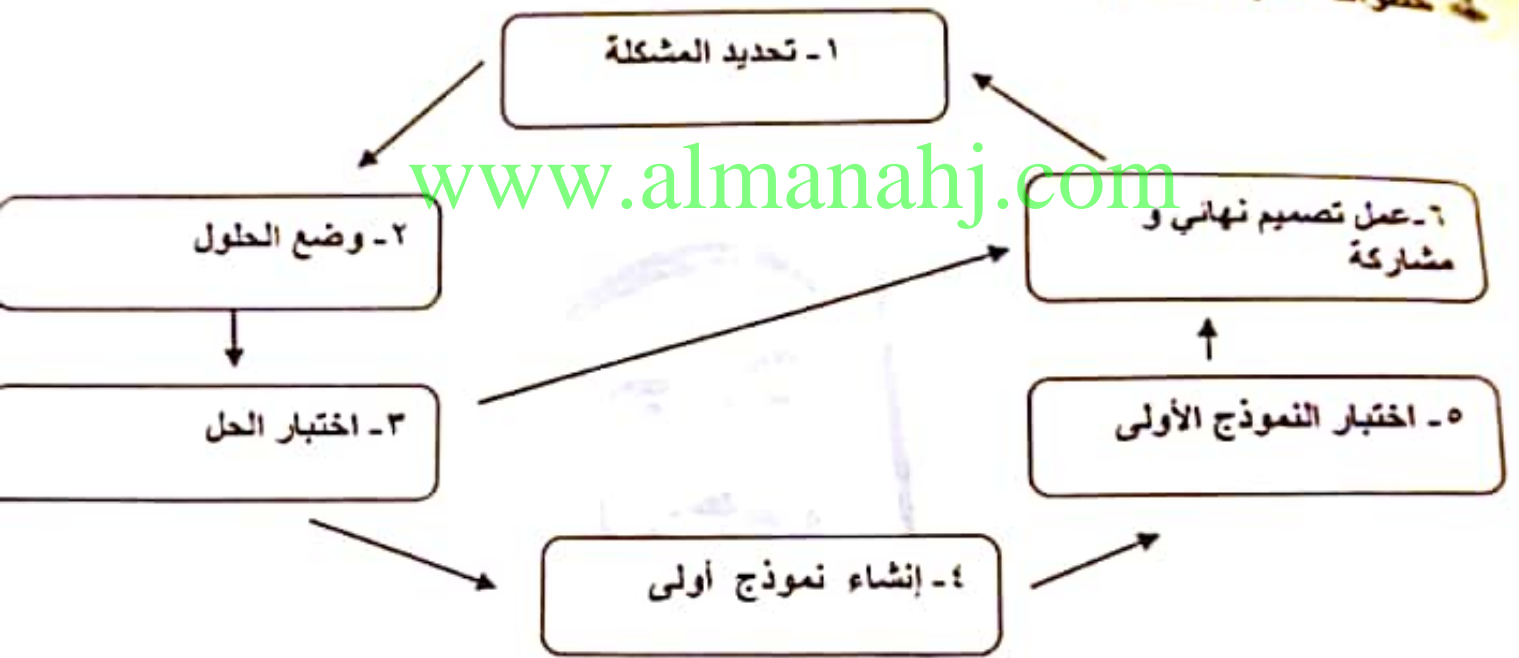 ١- تحديد المشكلة
www.almanahj.com
٢- وضع الحلول
٣- اختبار الحل
٤- إنشاء نموذج أولى
٥- اختبار النموذج الأولى
٦-عمل تصميم نهائي و
مشاركة